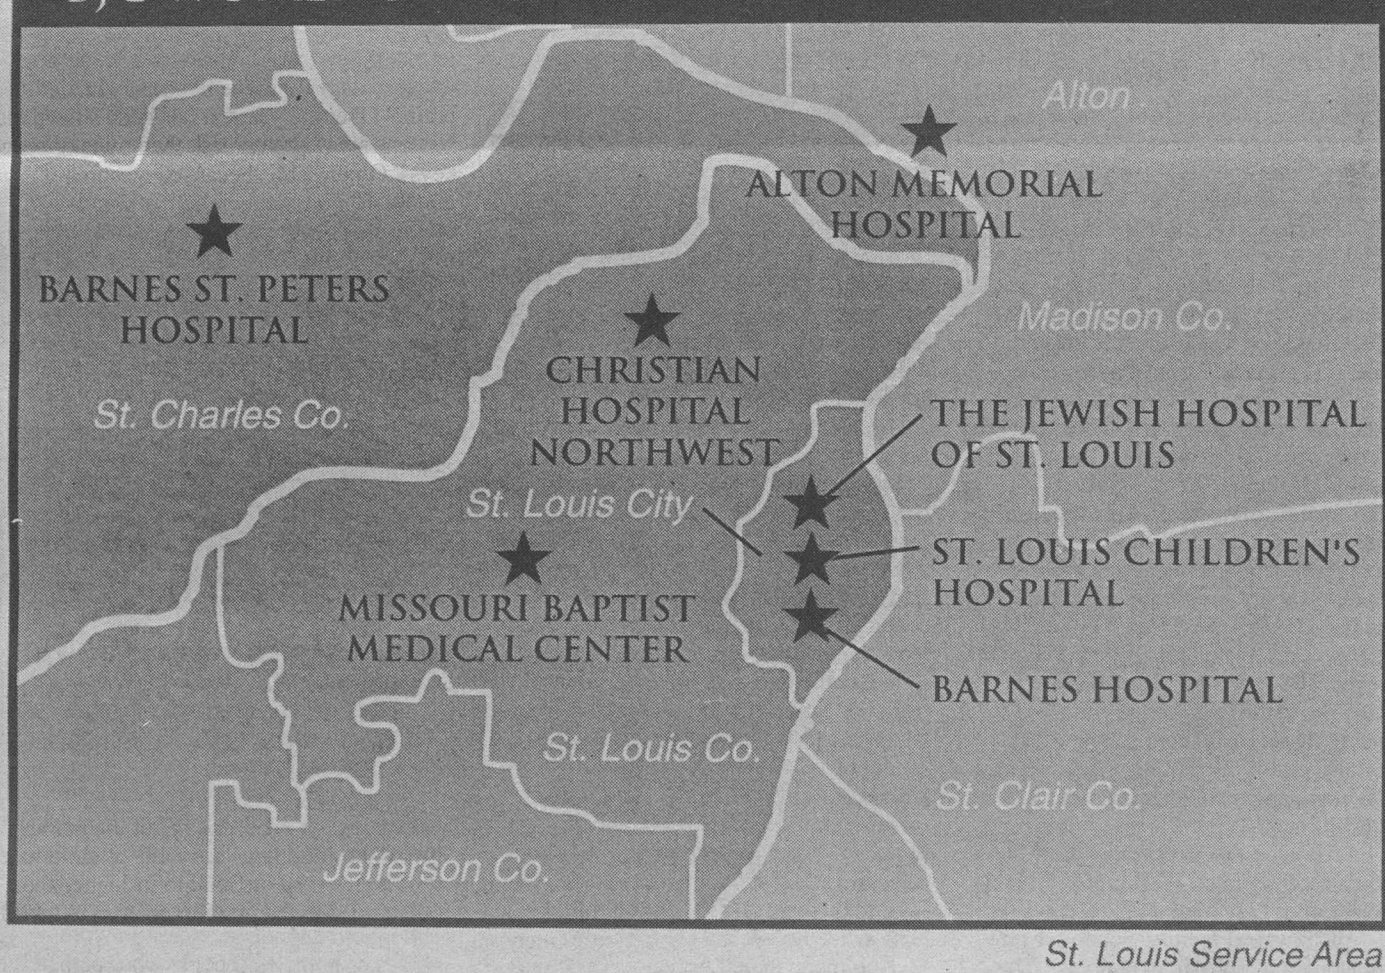 Alton
ALTON MEMORIAL
HOSPITAL
BARNES ST. PETERS
HOSPITAL
Madison Co.
CHRISTIAN
HOSPITAL
NORTHWEST
St. Charles Co.
THE JEWISH HOSPITAL
OF ST. LOUIS
St. Louis City
ST. LOUIS CHILDREN'S
HOSPITAL
MISSOURI BAPTIST
MEDICAL CENTER
BARNES HOSPITAL
St. Louis Co.
St. Clair Co.
Jefferson Co.
St. Louis Service Area